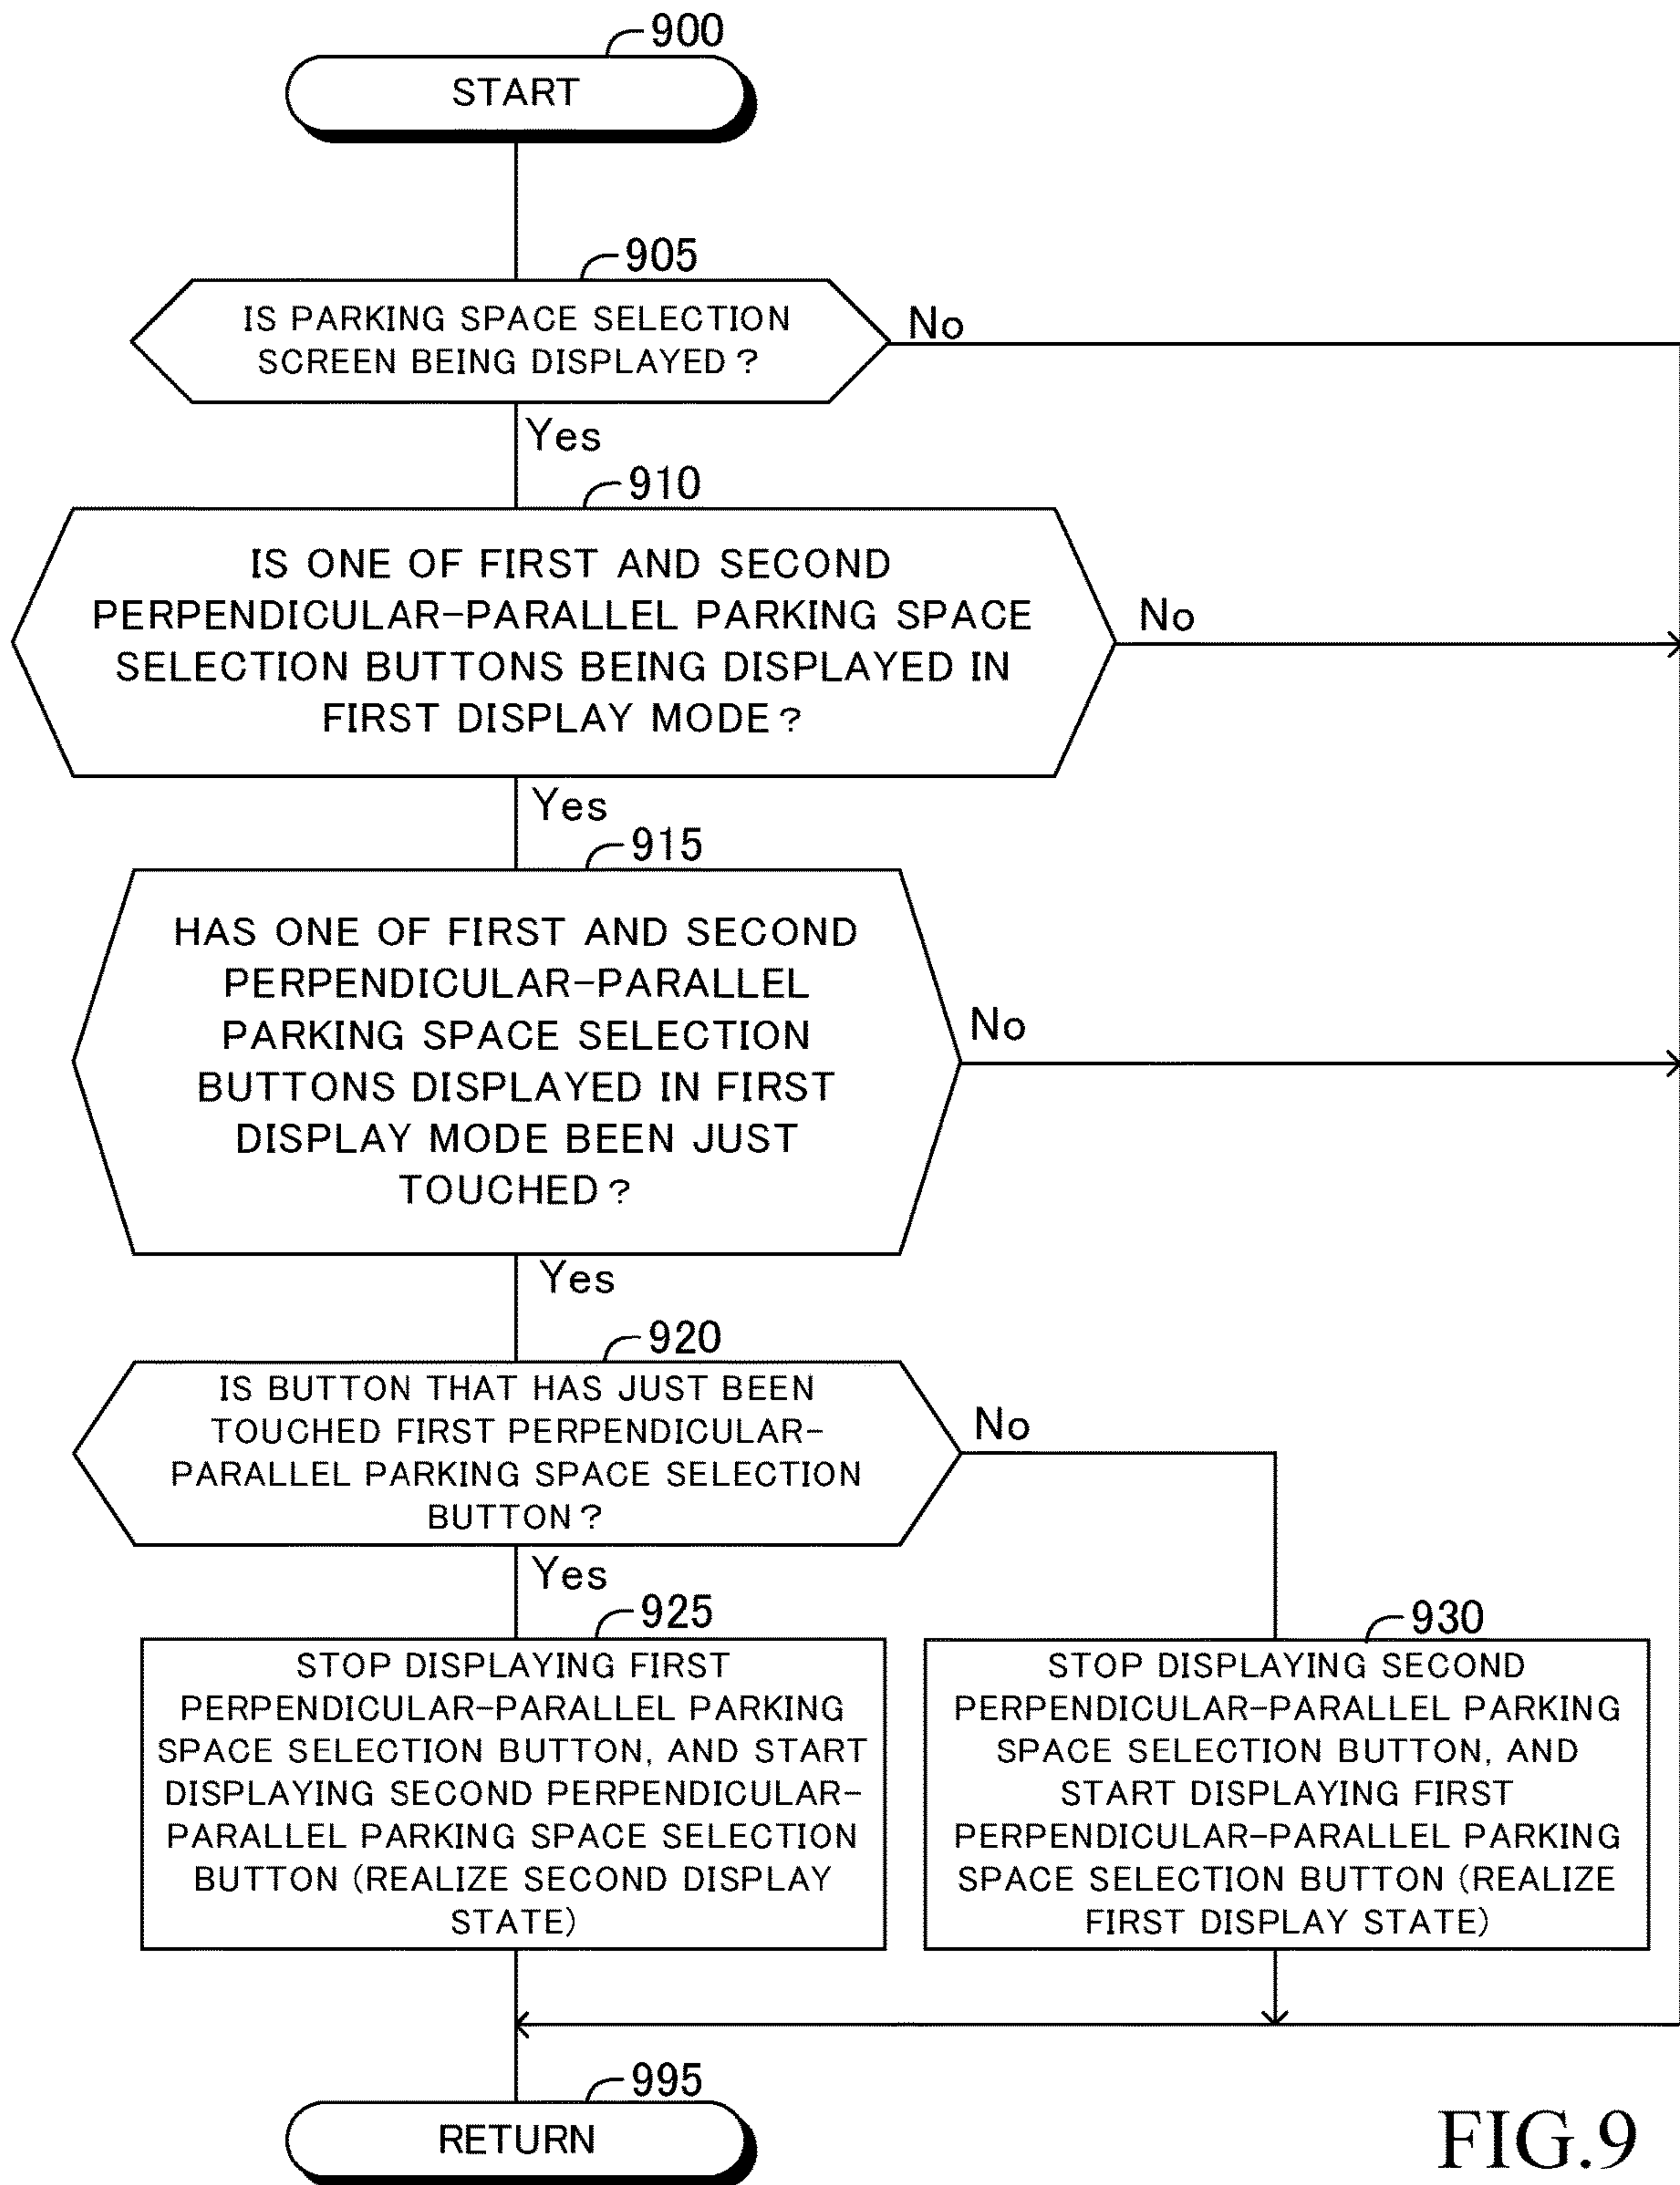 900
START
905
IS PARKING SPACE SELECTION
SCREEN BEING DISPLAYED?
No
Yes
910
IS ONE OF FIRST AND SECOND
PERPENDICULAR-PARALLEL PARKING SPACE
SELECTION BUTTONS BEING DISPLAYED IN
FIRST DISPLAY MODE?
No
Yes
915
HAS ONE OF FIRST AND SECOND
PERPENDICULAR-PARALLEL
PARKING SPACE SELECTION
BUTTONS DISPLAYED IN FIRST
DISPLAY MODE BEEN JUST
TOUCHED?
No
Yes
920
IS BUTTON THAT HAS JUST BEEN
TOUCHED FIRST PERPENDICULAR-
PARALLEL PARKING SPACE SELECTION
BUTTON?
No
Yes
925
STOP DISPLAYING FIRST
PERPENDICULAR-PARALLEL PARKING
SPACE SELECTION BUTTON, AND START
DISPLAYING SECOND PERPENDICULAR-
PARALLEL PARKING SPACE SELECTION
BUTTON (REALIZE SECOND DISPLAY
STATE)
930
STOP DISPLAYING SECOND
PERPENDICULAR-PARALLEL PARKING
SPACE SELECTION BUTTON, AND
START DISPLAYING FIRST
PERPENDICULAR-PARALLEL PARKING
SPACE SELECTION BUTTON (REALIZE
FIRST DISPLAY STATE)
995
RETURN
FIG.9